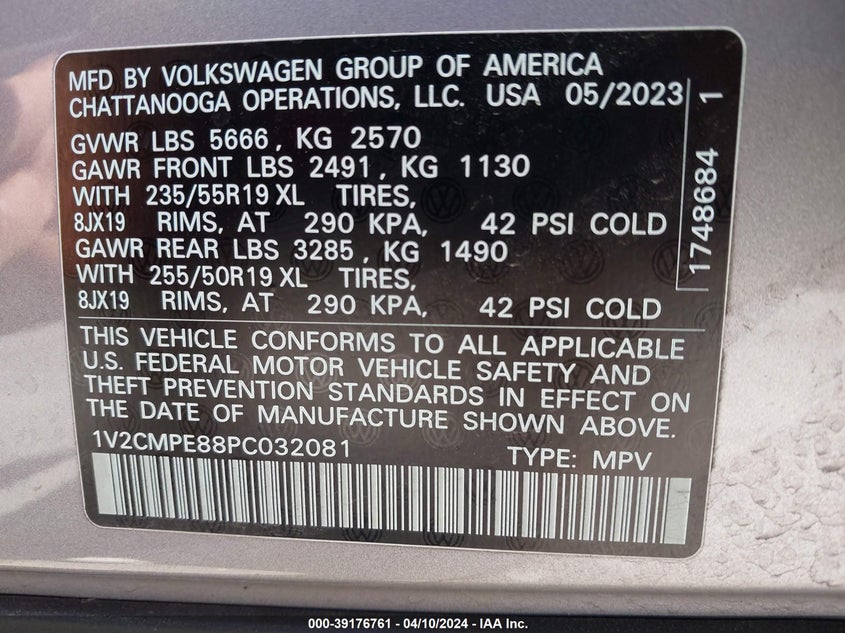 MFD BY VOLKSWAGEN GROUP OF AMERICA
CHATTANOOGA OPERATIONS, LLC. USA 05/2023
GVWR LBS 5666, KG 2570
GAWR FRONT LBS 2491, KG 1130
WITH 235/55R19 XL TIRES,
8JX19 RIMS, AT 290 KPA, 42 PSI COLD
GAWR REAR LBS 3285, KG 1490
WITH 255/50R19 XL TIRES,
8JX19 RIMS, AT 290 KPA, 42 PSI COLD
1748684 1
THIS VEHICLE CONFORMS TO ALL APPLICABLE
U.S. FEDERAL MOTOR VEHICLE SAFETY AND
THEFT PREVENTION STANDARDS IN EFFECT ON
THE DATE OF MANUFACTURE SHOWN ABOVE.
1V2CMPE88PC032081 TYPE: MPV
000-39176761 - 04/10/2024 - IAA Inc.